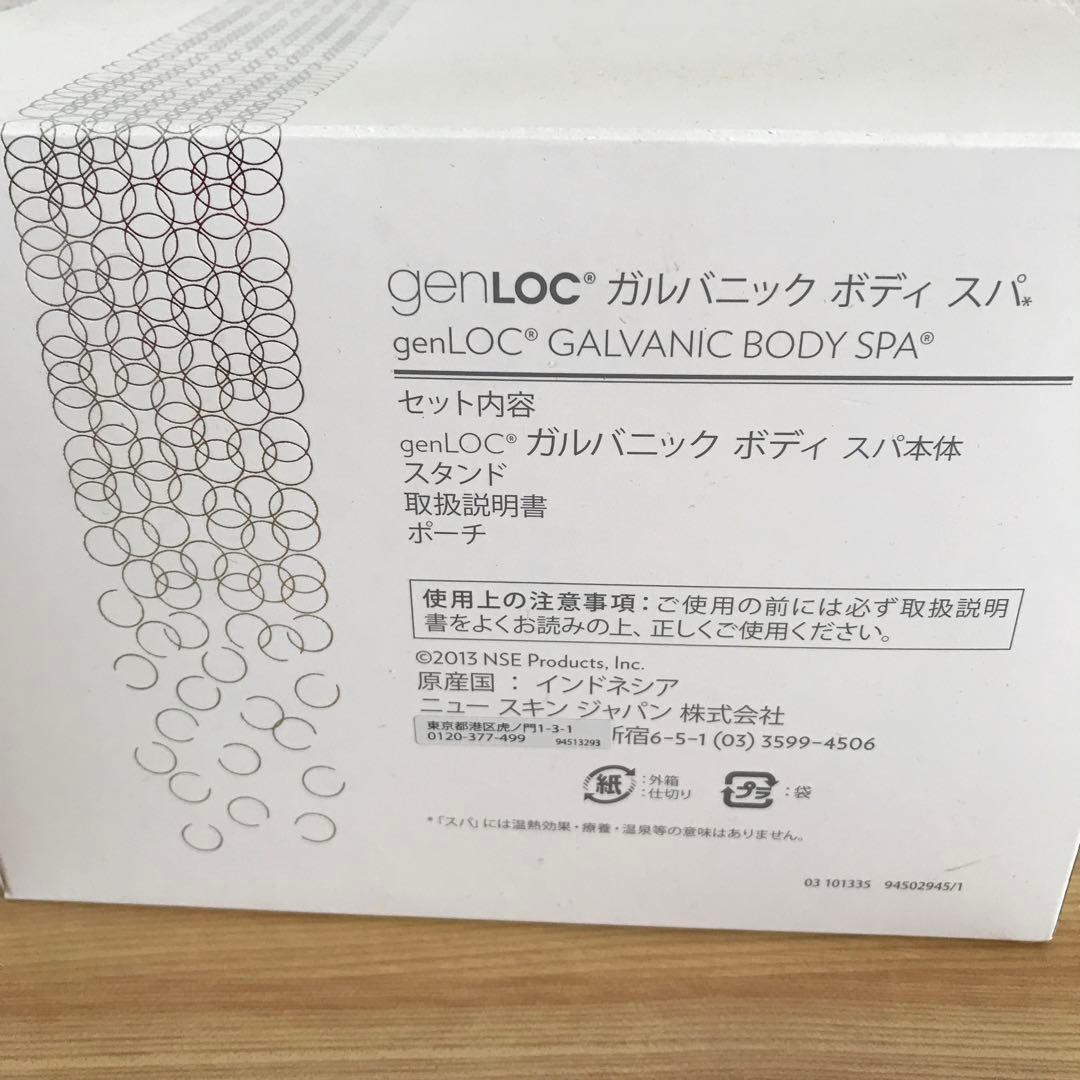 genLOC® ガルバニック ボディ スパ*
genLOC® GALVANIC BODY SPA®
セット内容
genLOC® ガルバニック ボディ スパ本体
スタンド
取扱説明書
ポーチ
使用上の注意事項：ご使用の前には必ず取扱説明
書をよくお読みの上、正しくご使用ください。
©2013 NSE Products, Inc.
原産国 ： インドネシア
ニュー スキン ジャパン 株式会社
東京都港区虎ノ門1-3-1
0120-377-499 94513293
宿6-5-1 (03) 3599-4506
紙 :外箱
:仕切り
プラ :袋
*「スパ」には温熱効果・療養・温泉等の意味はありません。
03 101335 94502945/1